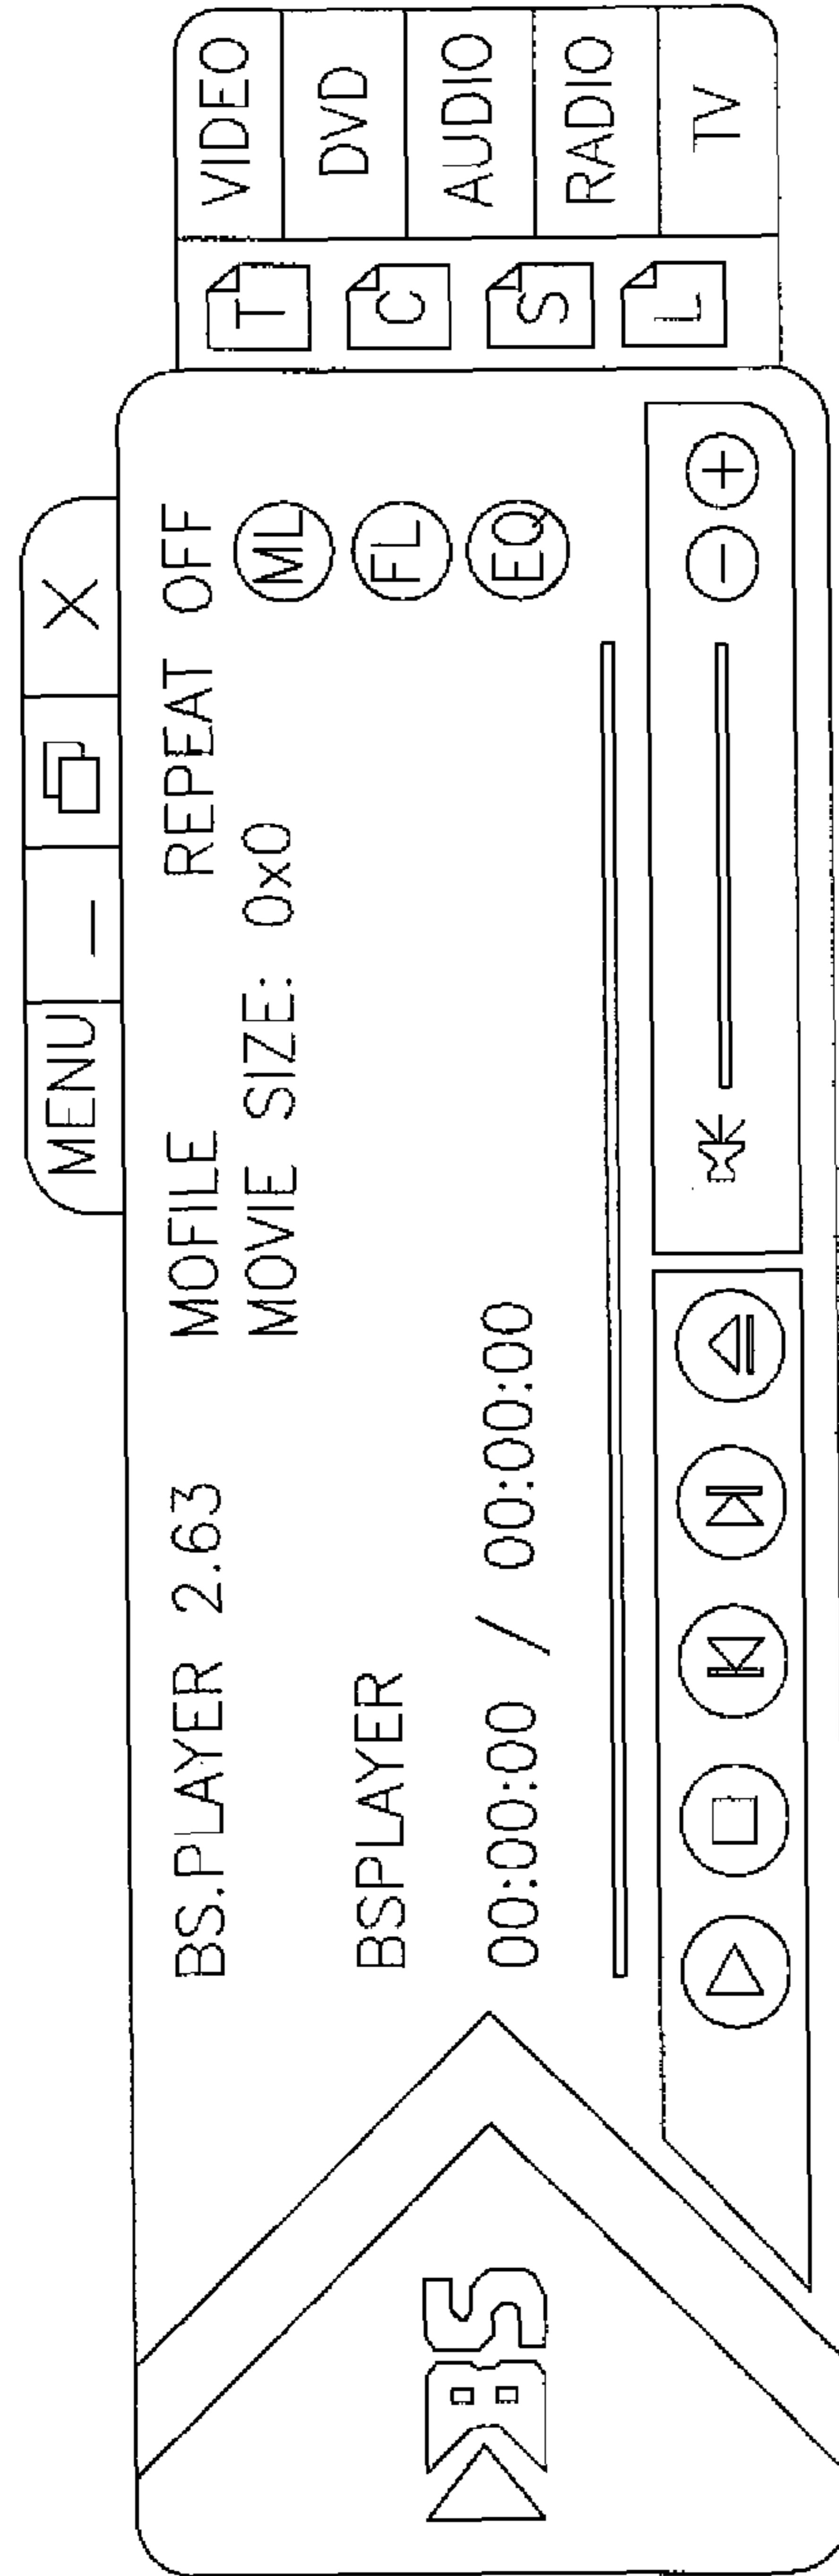 MENU
BS.PLAYER 2.63
MOFILE
REPEAT OFF
MOVIE SIZE: 0x0
ML
BSPLAYER
FL
00:00:00 / 00:00:00
EQ
BS
T
C
S
L
VIDEO
DVD
AUDIO
RADIO
TV